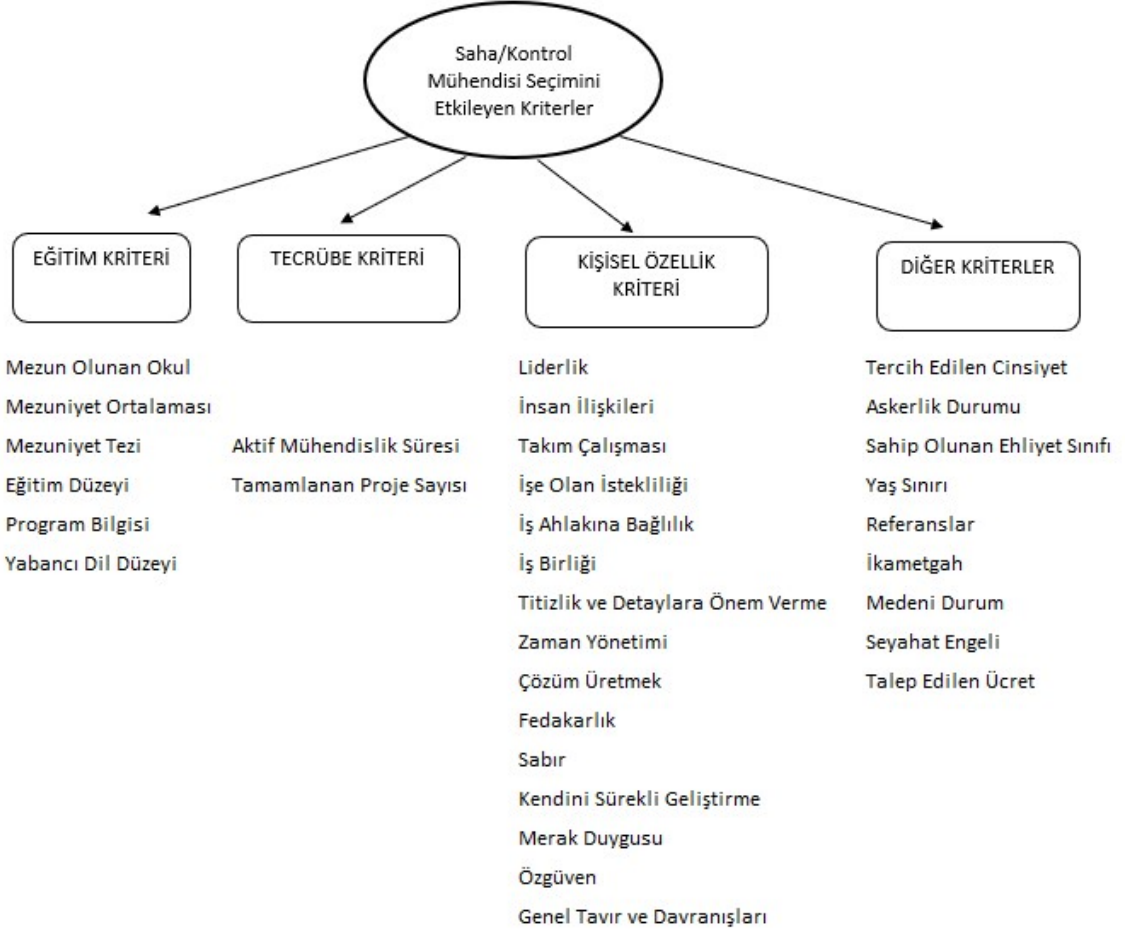 Saha/Kontrol
Mühendisi Seçimini
Etkileyen Kriterler
EĞİTİM KRİTERİ
TECRÜBE KRİTERİ
KİŞİSEL ÖZELLİK
KRİTERİ
DİĞER KRİTERLER
Mezun Olunan Okul
Mezuniyet Ortalaması
Mezuniyet Tezi
Eğitim Düzeyi
Program Bilgisi
Yabancı Dil Düzeyi
Aktif Mühendislik Süresi
Tamamlanan Proje Sayısı
Liderlik
İnsan İlişkileri
Takım Çalışması
İşe Olan İstekliliği
İş Ahlakına Bağlılık
İş Birliği
Titizlik ve Detaylara Önem Verme
Zaman Yönetimi
Çözüm Üretmek
Fedakarlık
Sabır
Kendini Sürekli Geliştirme
Merak Duygusu
Özgüven
Genel Tavır ve Davranışları
Tercih Edilen Cinsiyet
Askerlik Durumu
Sahip Olunan Ehliyet Sınıfı
Yaş Sınırı
Referanslar
İkametgah
Medeni Durum
Seyahat Engeli
Talep Edilen Ücret